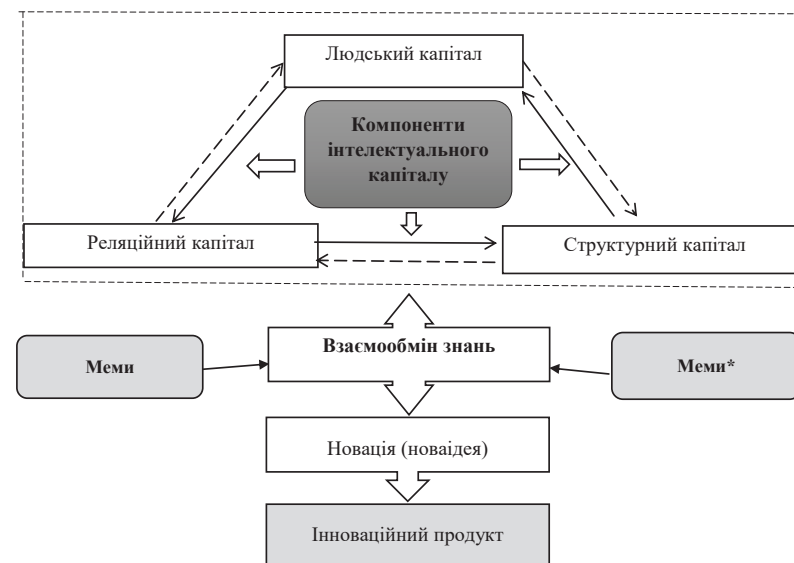 Людський капітал
Компоненти
інтелектуального
капіталу
Реляційний капітал
Структурний капітал
Взаємообмін знань
Меми
Меми*
Новація (новаідея)
Інноваційний продукт